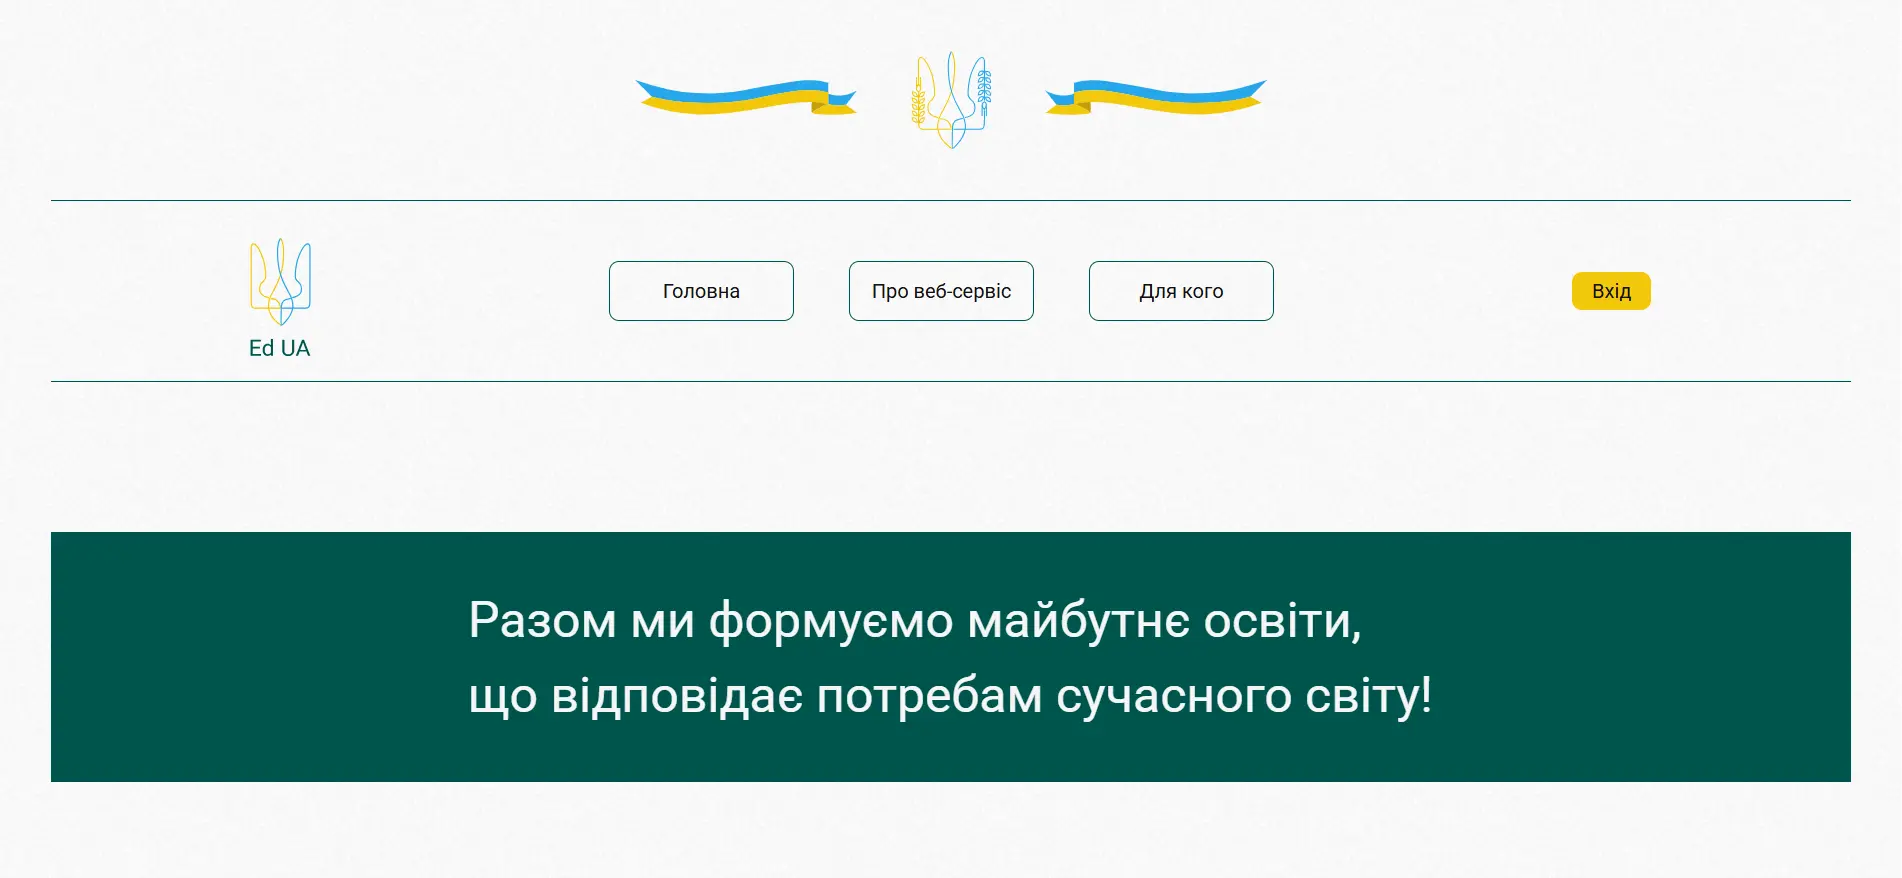 Головна
Про веб-сервіс
Для кого
Вхід
Ed UA
Разом ми формуємо майбутнє освіти,
що відповідає потребам сучасного світу!